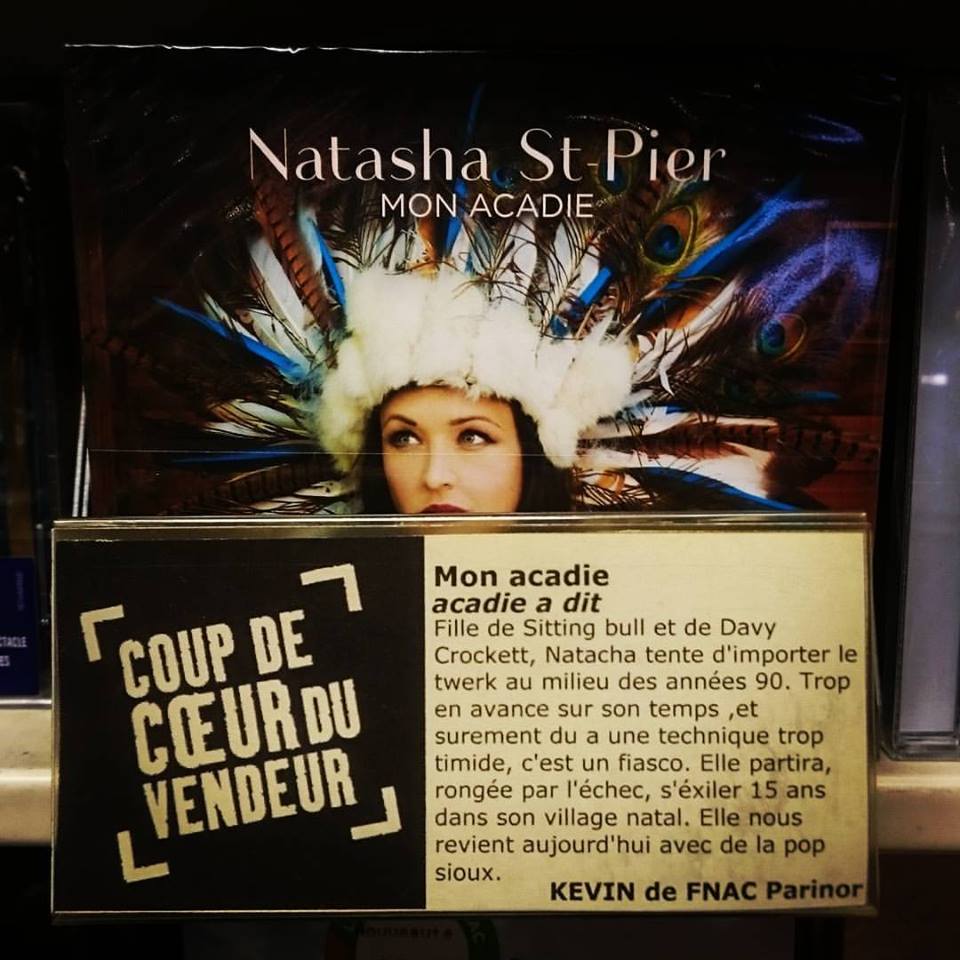 Natasha St-Pier
MON ACADIE
COUP DE
CŒUR DU
VENDEUR
Mon acadie
acadie a dit
Fille de Sitting bull et de Davy
Crockett, Natacha tente d'importer le
twerk au milieu des années 90. Trop
en avance sur son temps ,et
surement du a une technique trop
timide, c'est un fiasco. Elle partira,
rongée par l'échec, s'éxiler 15 ans
dans son village natal. Elle nous
revient aujourd'hui avec de la pop
sioux.
KEVIN de FNAC Parinor